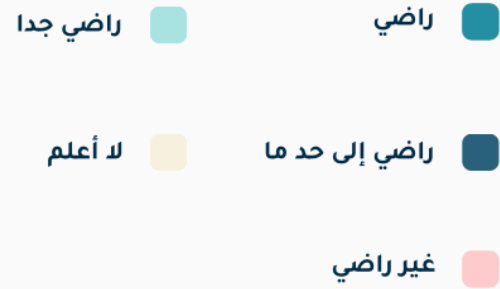 راضي
راضي جدا
راضي إلى حد ما
لا أعلم
غير راضي